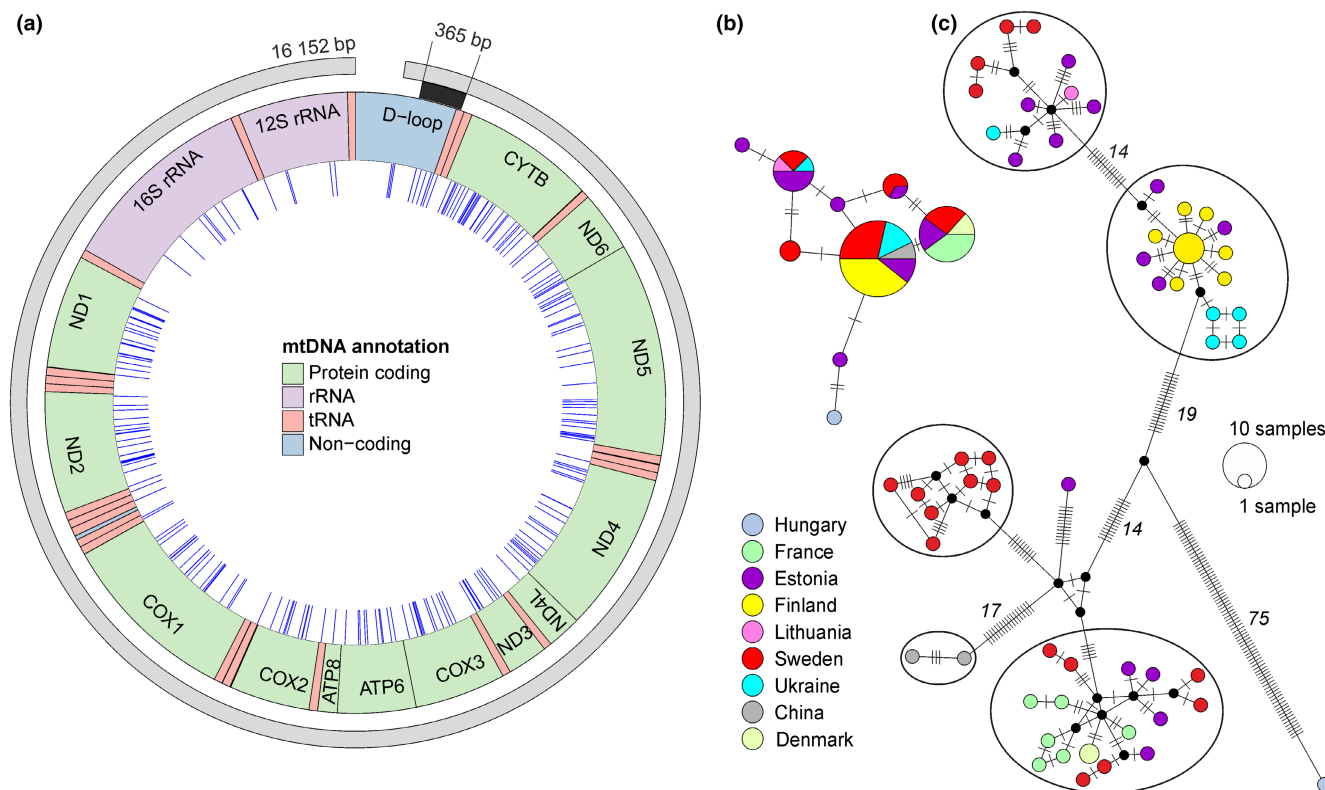 (a)
16 152 bp
365 bp
D−loop
CYTB
ND6
ND5
ND4
ND4L
ND3
COX3
ATP6
ATP8
COX2
COX1
ND2
ND1
16S rRNA
12S rRNA
mtDNA annotation
Protein coding
rRNA
tRNA
Non−coding
(b)
Hungary
France
Estonia
Finland
Lithuania
Sweden
Ukraine
China
Denmark
(c)
14
19
14
17
75
10 samples
1 sample